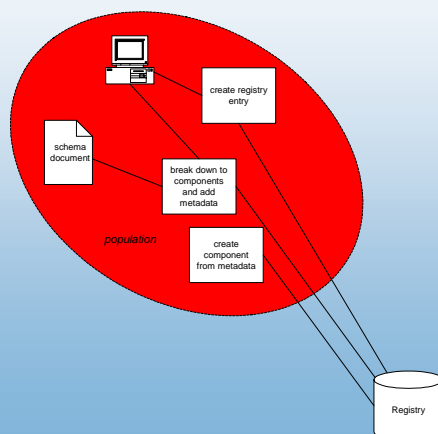 create registry
entry
schema
document
break down to
components
and add
metadata
population
create
component
from metadata
Registry